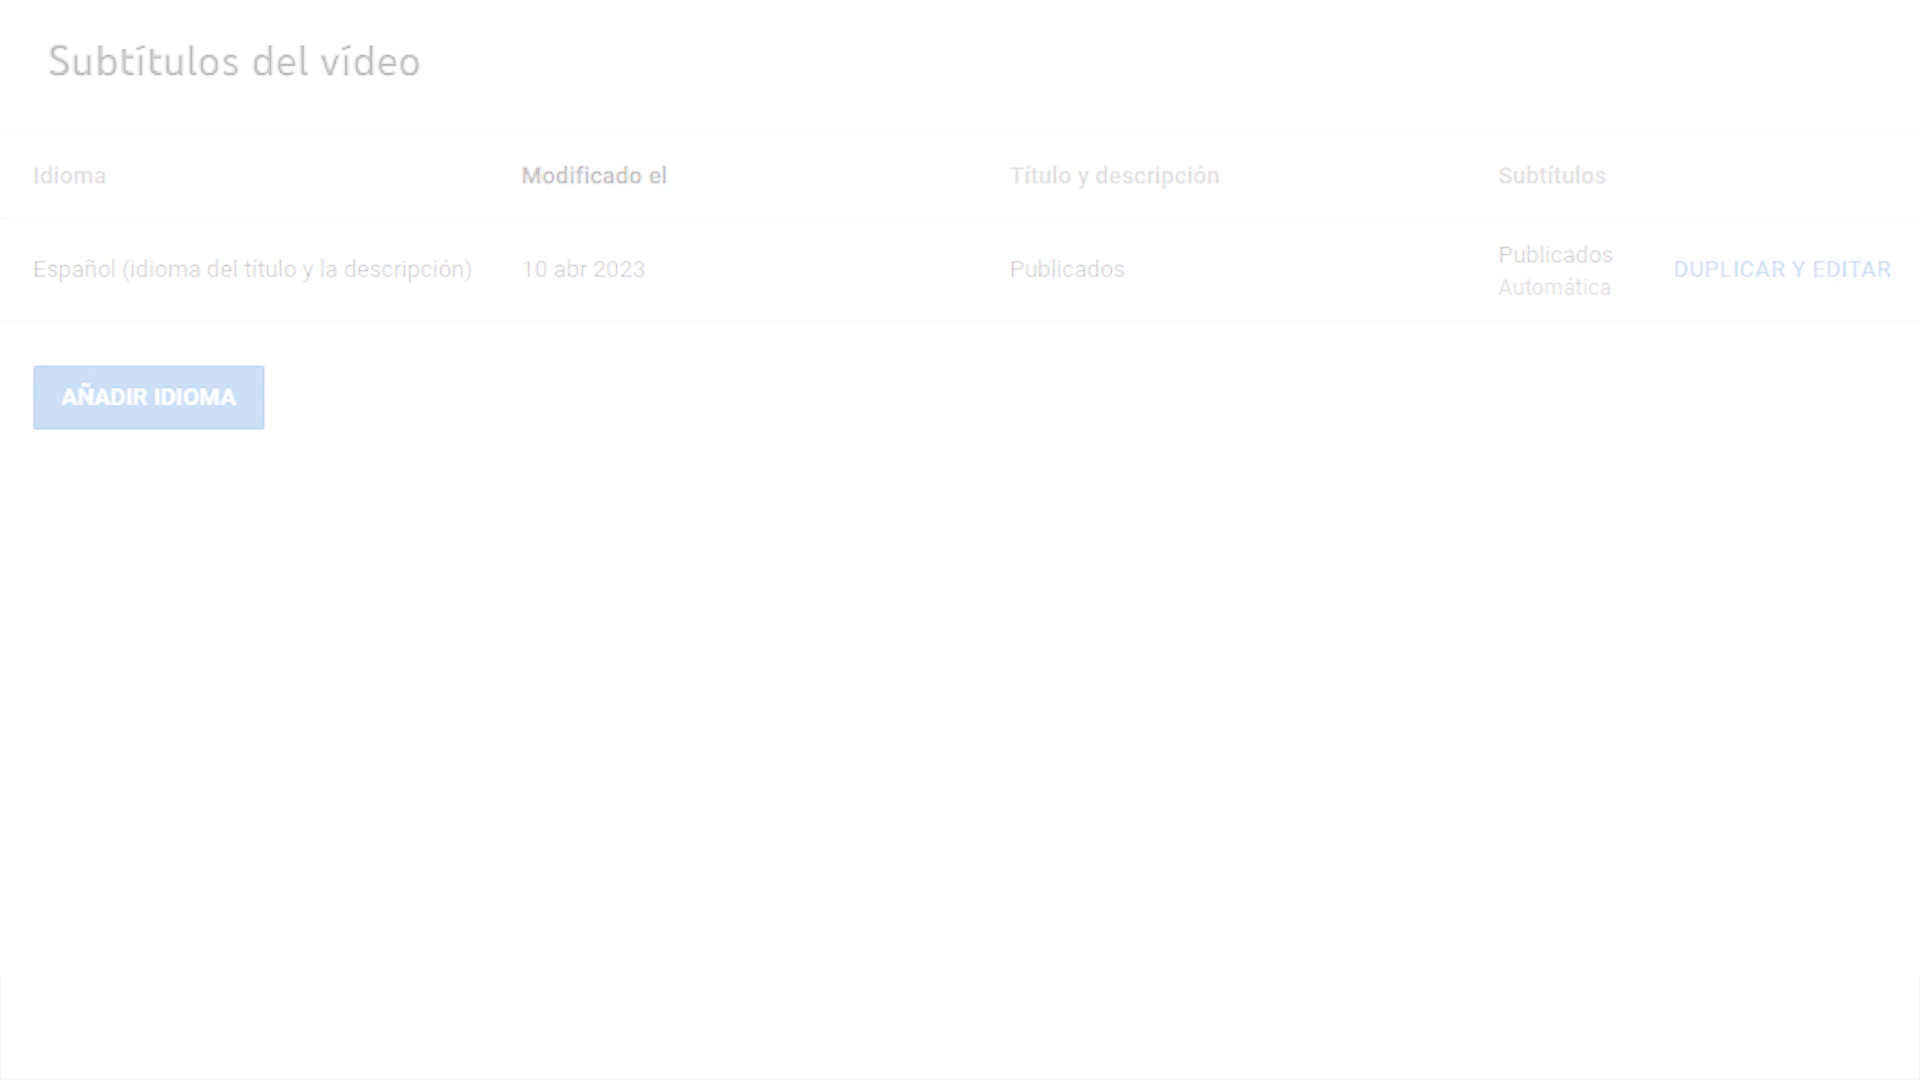 Subtítulos del vídeo
Idioma Modificado el Título y descripción Subtítulos
Español (idioma del título y la descripción) 10 abr 2023 Publicados Publicados DUPLICAR Y EDITAR
Automática
AÑADIR IDIOMA